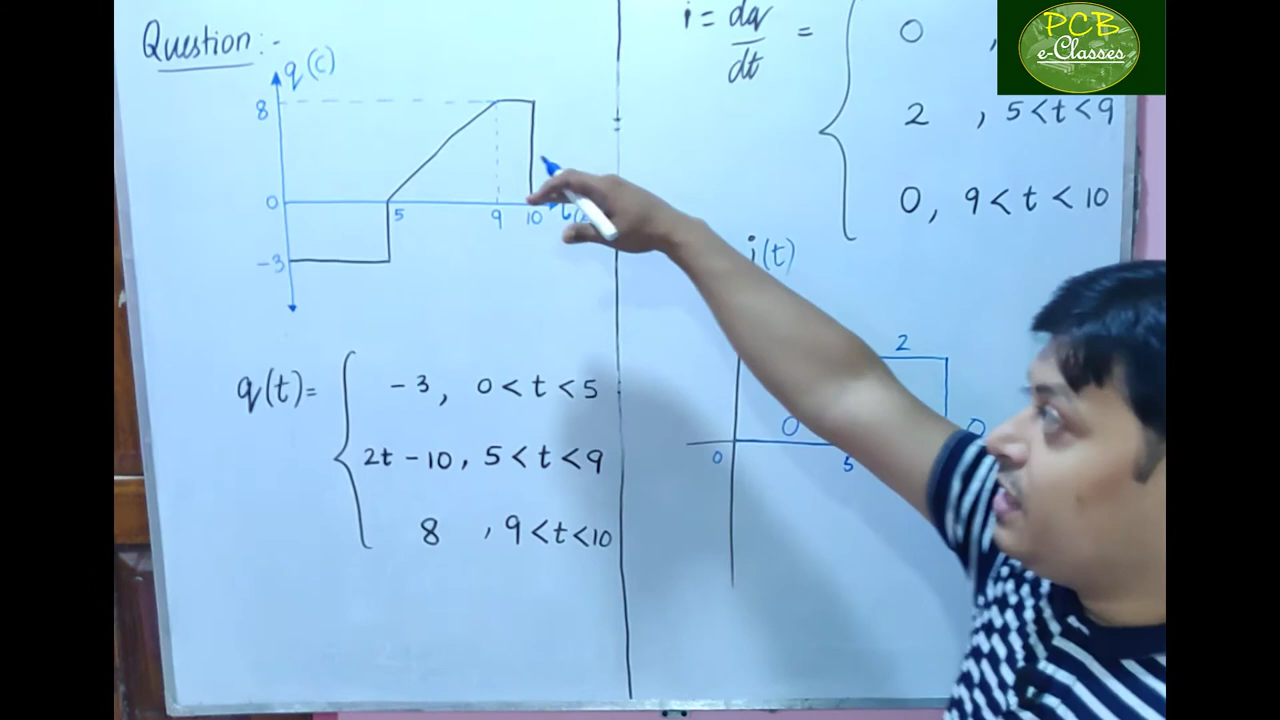 Question :-
q (C)
8
0
5
9
10
t
-3
q(t)=
-3, 0 < t < 5
2t - 10, 5 < t < 9
8 , 9 < t < 10
i = dq/dt =
0 ,
2 , 5 < t < 9
0, 9 < t < 10
i(t)
2
0
0
0
5
PCB
e-Classes